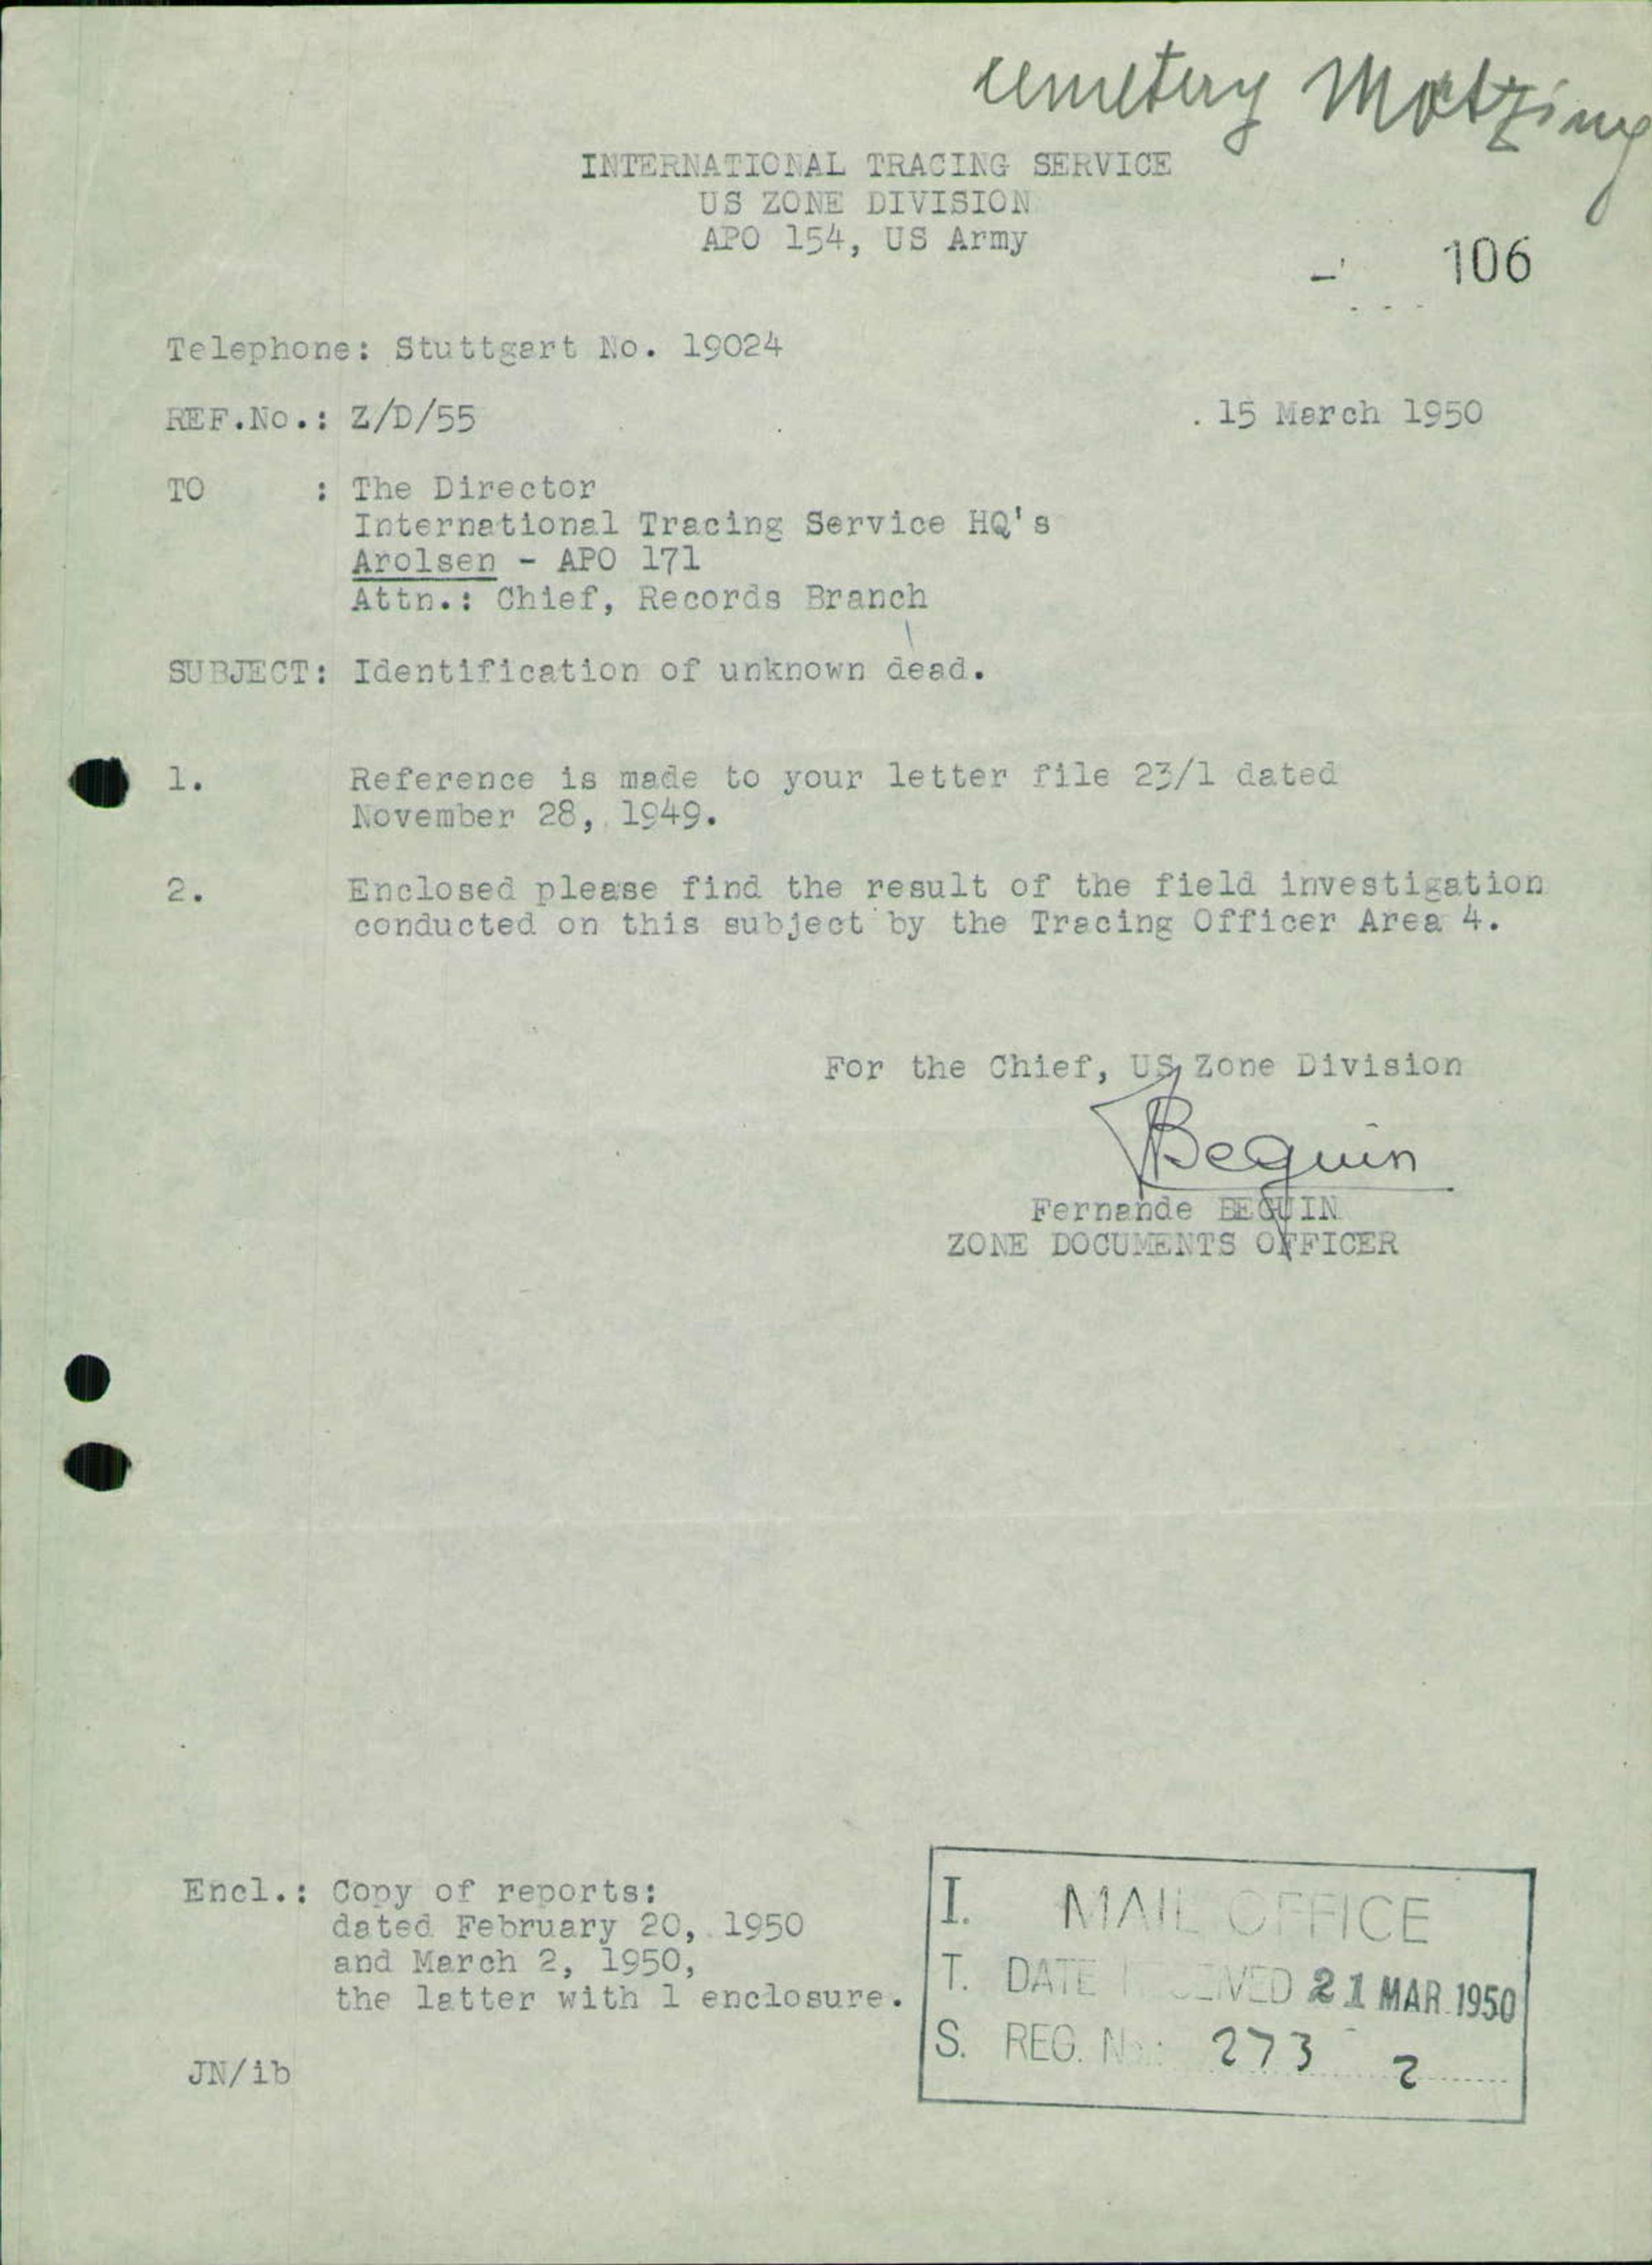 cemetery Motzing
INTERNATIONAL TRACING SERVICE
US ZONE DIVISION
APO 154, US Army
106
Telephone: Stuttgart No. 19024
REF.No.: Z/D/55
15 March 1950
TO : The Director
International Tracing Service HQ's
Arolsen - APO 171
Attn.: Chief, Records Branch
SUBJECT: Identification of unknown dead.
1. Reference is made to your letter file 23/1 dated
November 28, 1949.
2. Enclosed please find the result of the field investigation
conducted on this subject by the Tracing Officer Area 4.
For the Chief, US Zone Division
Bequin
Fernande BEQUIN
ZONE DOCUMENTS OFFICER
Encl.: Copy of reports:
dated February 20, 1950
and March 2, 1950,
the latter with 1 enclosure.
JN/ib
I. MAIL OFFICE
T. DATE RECEIVED 21 MAR 1950
S. REG. No: 273 2